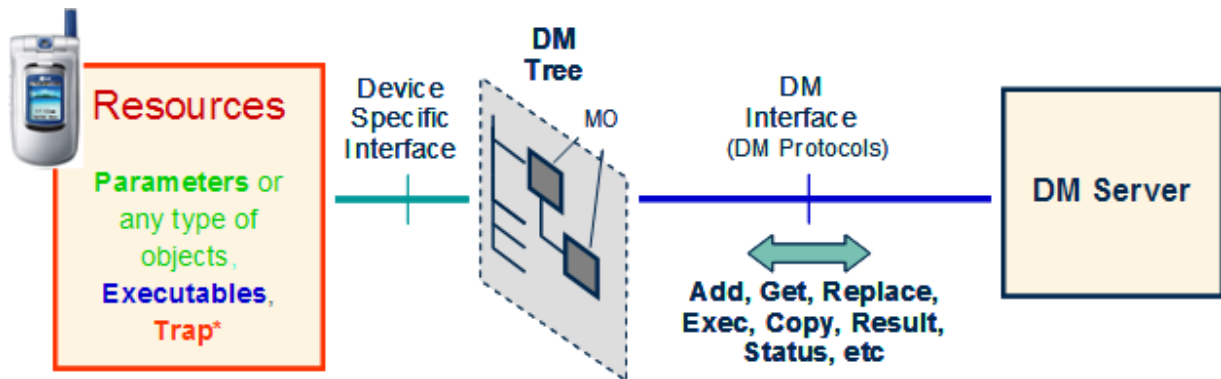 Resources
Parameters or
any type of
objects,
Executables,
Trap*
Device
Specific
Interface
DM
Tree
MO
DM
Interface
(DM Protocols)
Add, Get, Replace,
Exec, Copy, Result,
Status, etc
DM Server